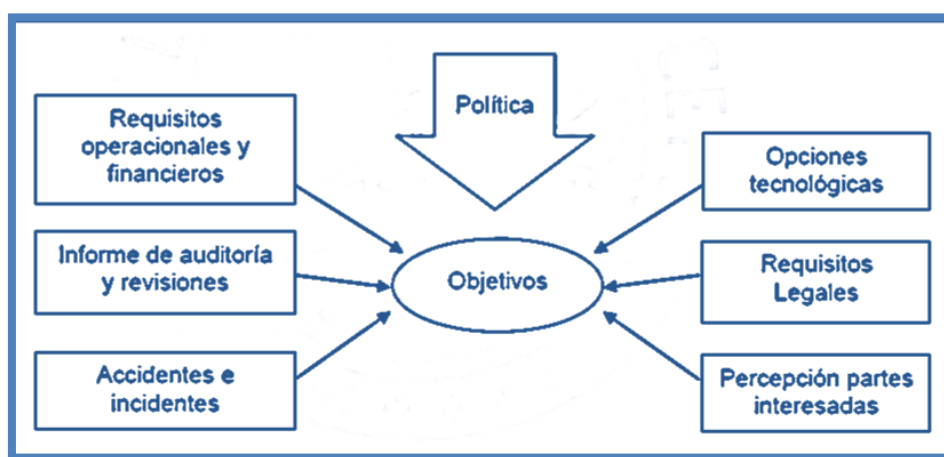 Política
Requisitos
operacionales y
financieros
Informe de auditoría
y revisiones
Accidentes e
incidentes
Objetivos
Opciones
tecnológicas
Requisitos
Legales
Percepción partes
interesadas